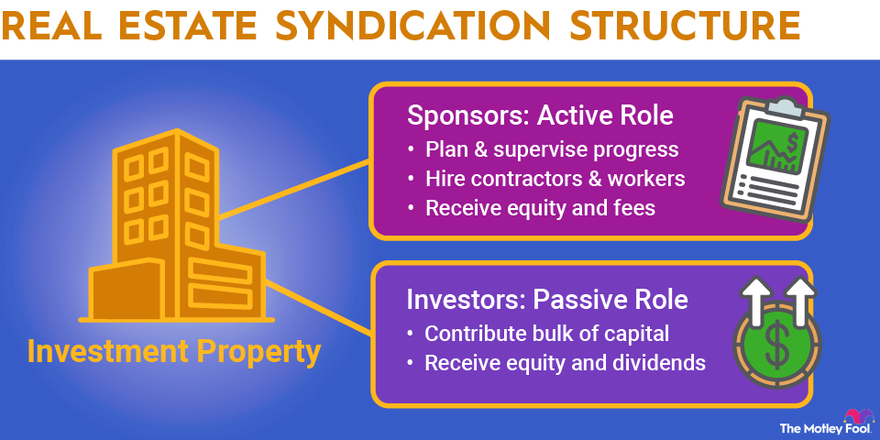 REAL ESTATE SYNDICATION STRUCTURE
Sponsors: Active Role
• Plan & supervise progress
• Hire contractors & workers
• Receive equity and fees
$
Investment Property
Investors: Passive Role
• Contribute bulk of capital
• Receive equity and dividends
$
The Motley Fool